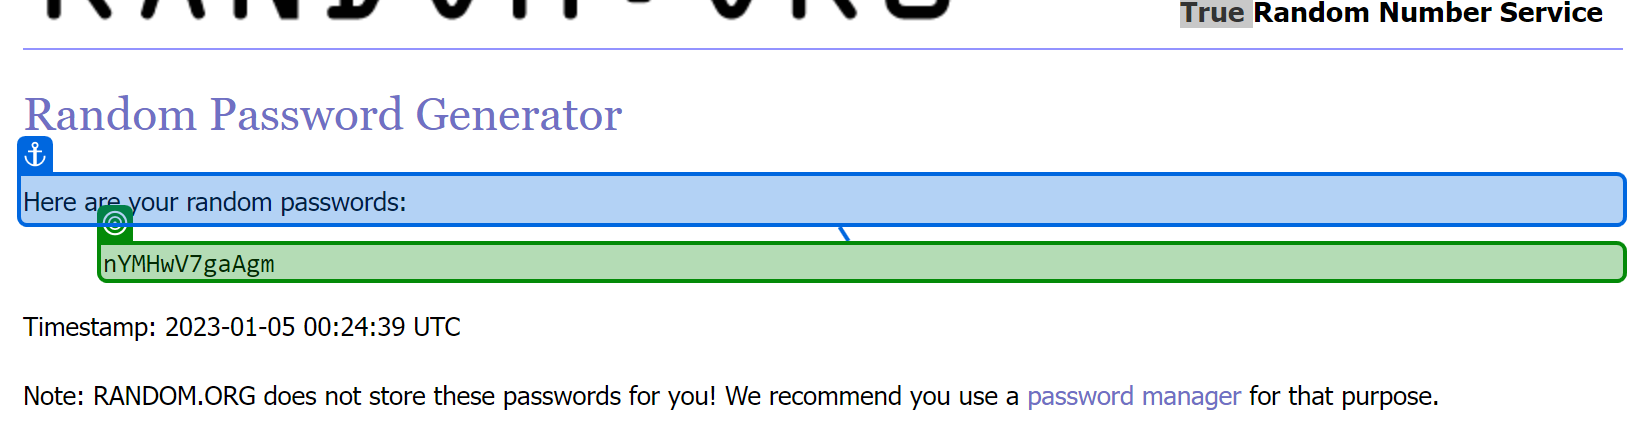 RANDOM.ORG
True Random Number Service
Random Password Generator
Here are your random passwords:
nYMHwV7gaAgm
Timestamp: 2023-01-05 00:24:39 UTC
Note: RANDOM.ORG does not store these passwords for you! We recommend you use a password manager for that purpose.